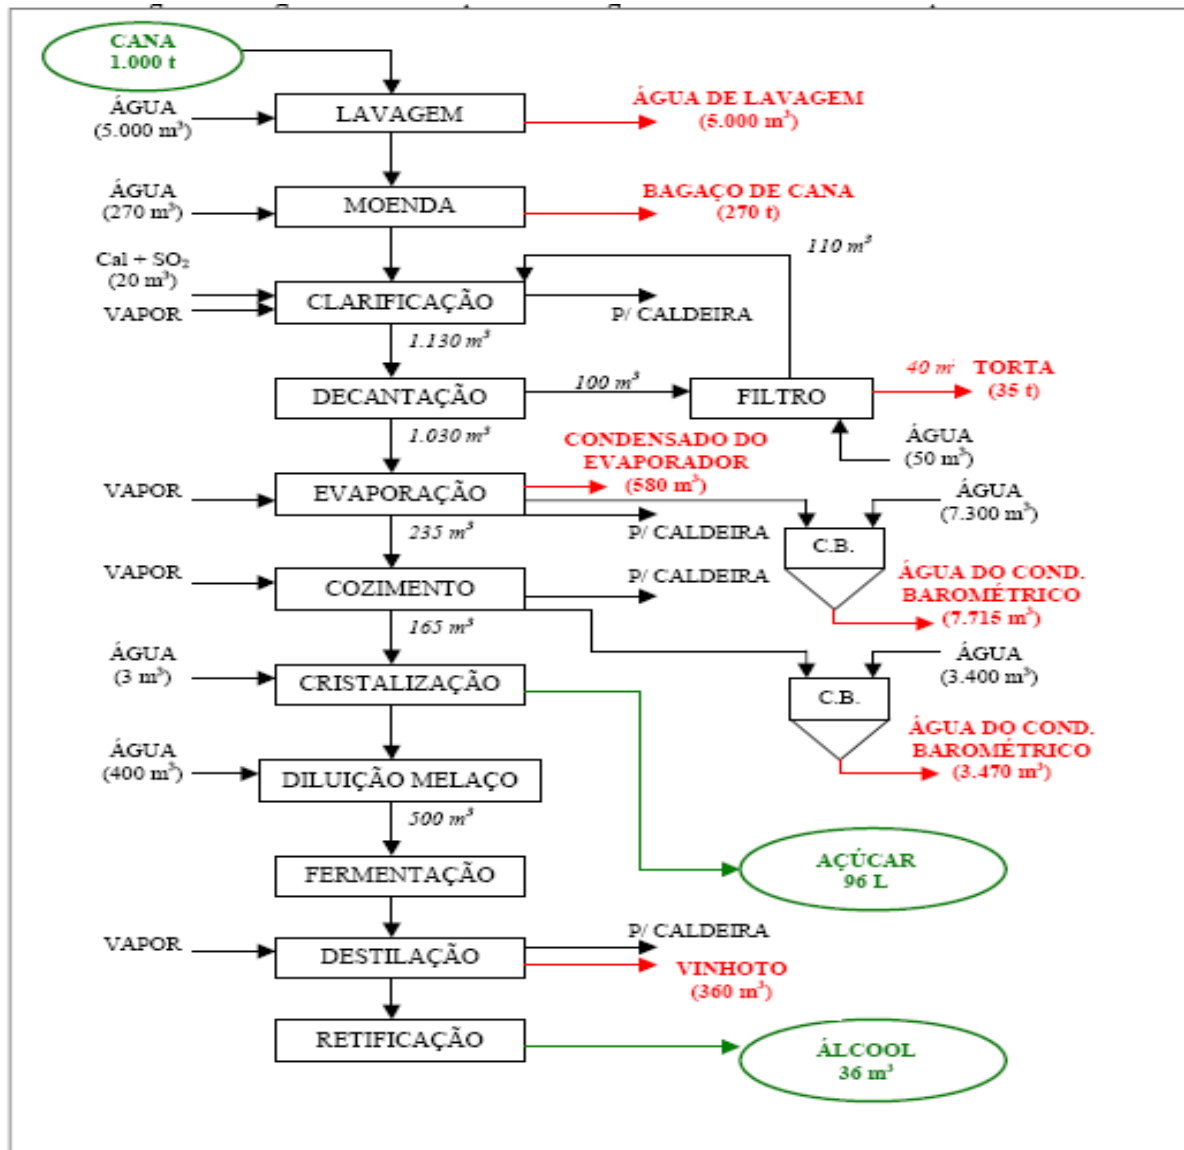 CANA
1.000 t
ÁGUA
(5.000 m³)
LAVAGEM
ÁGUA DE LAVAGEM
(5.000 m³)
ÁGUA
(270 m³)
MOENDA
BAGAÇO DE CANA
(270 t)
110 m³
Cal + SO₂
(20 m³)
VAPOR
CLARIFICAÇÃO
P/ CALDEIRA
1.130 m³
DECANTAÇÃO
100 m³
FILTRO
40 m
TORTA
(35 t)
1.030 m³
ÁGUA
(50 m³)
CONDENSADO DO
EVAPORADOR
(580 m³)
VAPOR
EVAPORAÇÃO
P/ CALDEIRA
ÁGUA
(7.300 m³)
235 m³
C.B.
VAPOR
COZIMENTO
P/ CALDEIRA
ÁGUA DO COND.
BAROMÉTRICO
(7.715 m³)
165 m³
ÁGUA
(3 m³)
CRISTALIZAÇÃO
ÁGUA
(3.400 m³)
C.B.
ÁGUA DO COND.
BAROMÉTRICO
(3.470 m³)
ÁGUA
(400 m³)
DILUIÇÃO MELAÇO
500 m³
FERMENTAÇÃO
AÇÚCAR
96 L
VAPOR
DESTILAÇÃO
P/ CALDEIRA
VINHOTO
(360 m³)
RETIFICAÇÃO
ÁLCOOL
36 m³